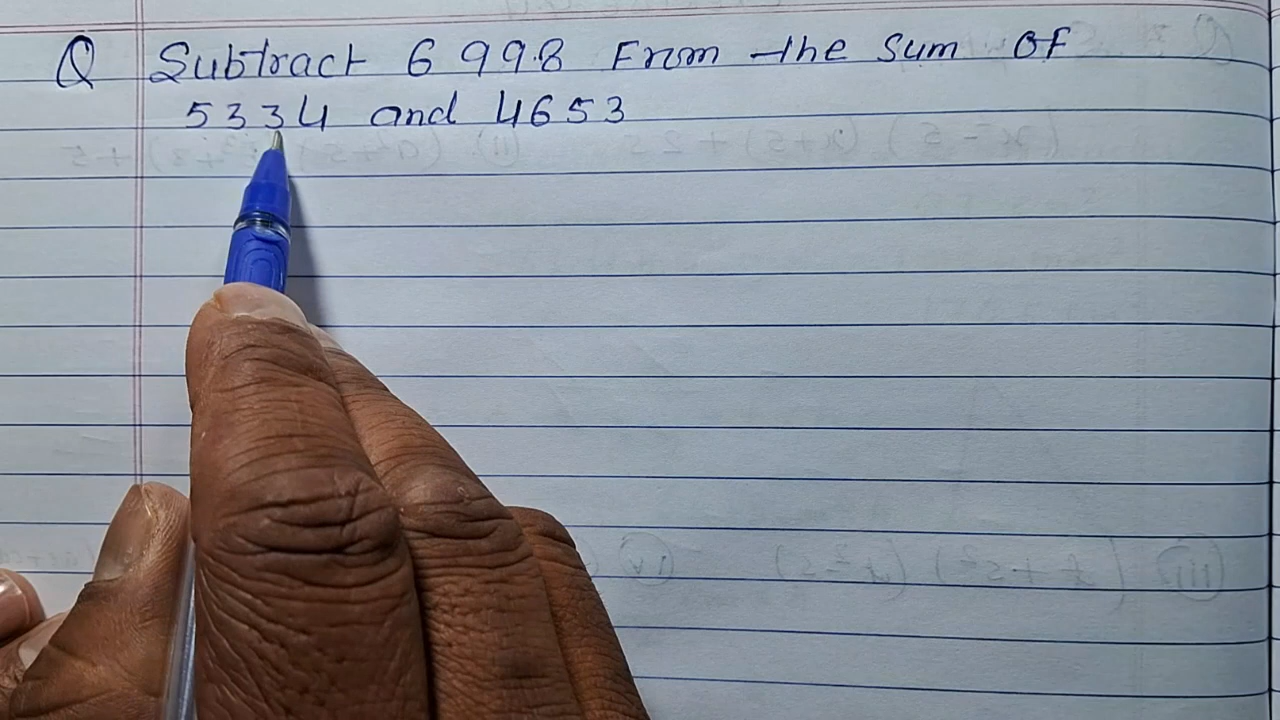 Q Subtract 6998 From the sum OF
5334 and 4653